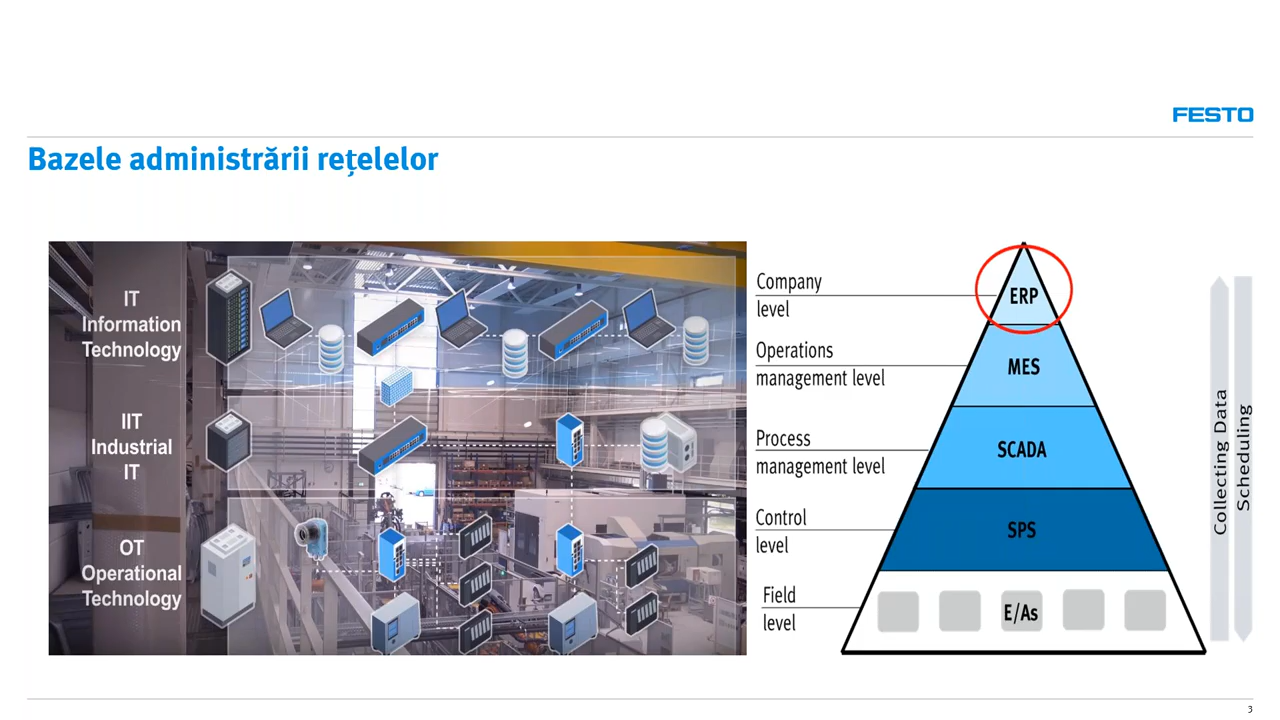 FESTO
Bazele administrării rețelelor
IT
Information
Technology
IIT
Industrial
IT
OT
Operational
Technology
Company
level
Operations
management level
Process
management level
Control
level
Field
level
ERP
MES
SCADA
SPS
E/As
Collecting Data
Scheduling
3